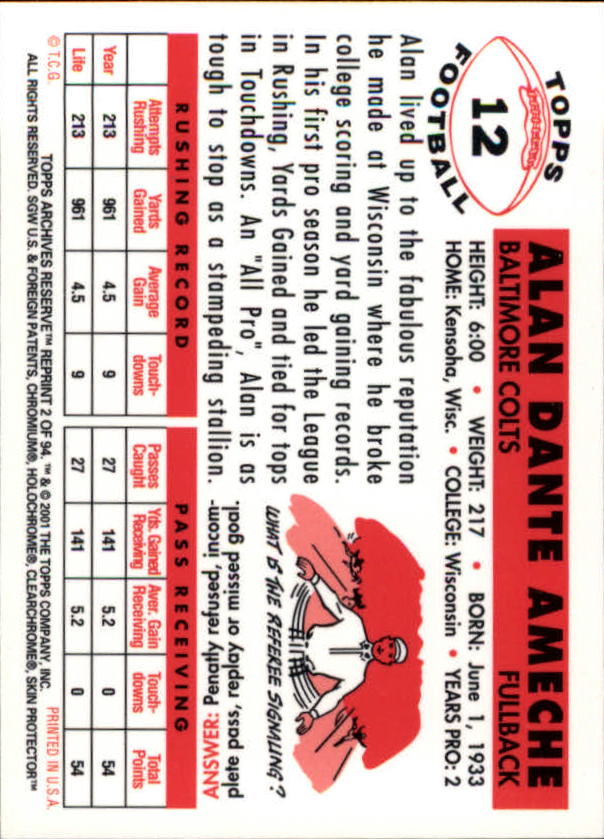 TOPPS
12
FOOTBALL
ALAN DANTE AMECHE
BALTIMORE COLTS FULLBACK
HEIGHT: 6:00 • WEIGHT: 217 • BORN: June 1, 1933
HOME: Kensoha, Wisc. • COLLEGE: Wisconsin • YEARS PRO: 2
Alan lived up to the fabulous reputation
he made at Wisconsin where he broke
college scoring and yard gaining records.
In his first pro season he led the League
in Rushing, Yards Gained and tied for tops
in Touchdowns. An "All Pro", Alan is as
tough to stop as a stampeding stallion.
WHAT IS THE REFEREE SIGNALING?
ANSWER: Penalty refused, incom-
plete pass, replay or missed goal.
RUSHING RECORD PASS RECEIVING
Attempts Rushing Yards Gained Average Gain Touch-downs Passes Caught Yds. Gained Receiving Aver. Gain Receiving Touch-downs Total Points
Year 213 961 4.5 9 27 141 5.2 0 54
Life 213 961 4.5 9 27 141 5.2 0 54
© T.C.G. TOPPS ARCHIVES RESERVE™ REPRINT 2 OF 94. ™ & © 2001 THE TOPPS COMPANY, INC. PRINTED IN U.S.A.
ALL RIGHTS RESERVED. SGW U.S. & FOREIGN PATENTS, CHROMIUM®, HOLOCHROME®, CLEARCHROME®, SKIN PROTECTOR™